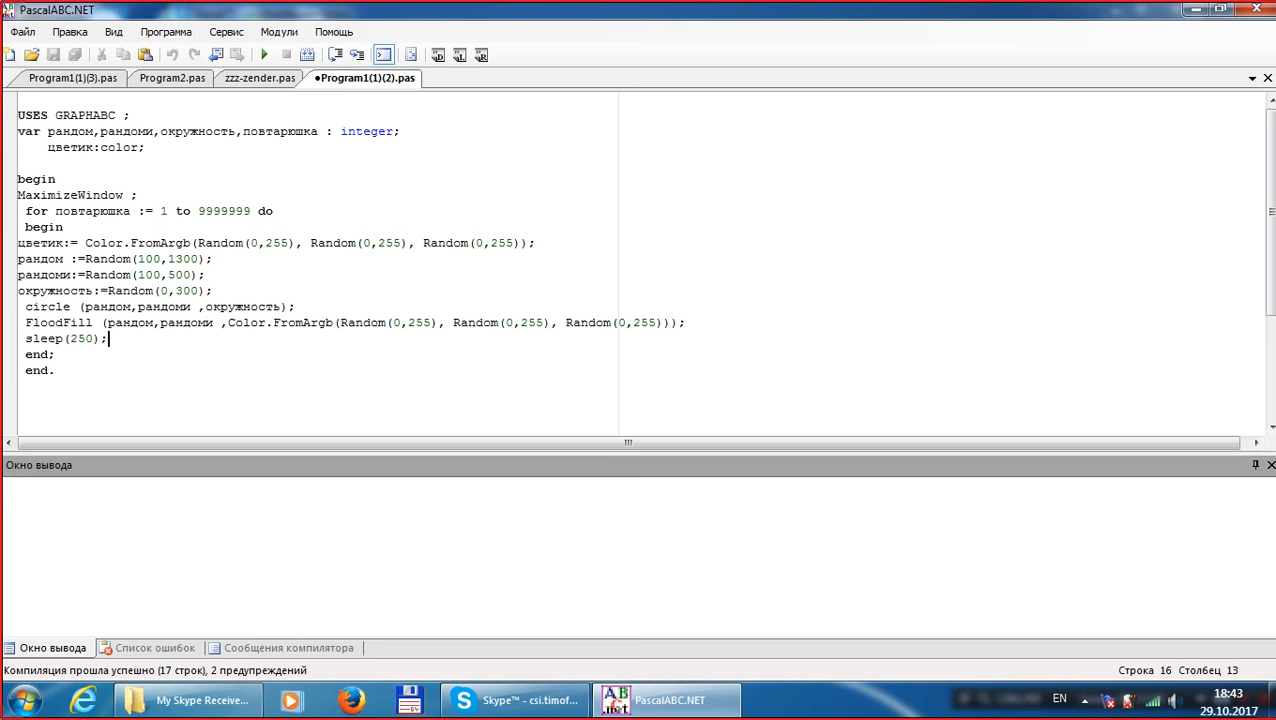 PascalABC.NET
Файл Правка Вид Программа Сервис Модули Помощь
Program1(1)(3).pas Program2.pas zzz-zender.pas •Program1(1)(2).pas
USES GRAPHABC ;
var рандом,рандоми,окружность,повтарюшка : integer;
цветик:color;
begin
MaximizeWindow ;
for повтарюшка := 1 to 9999999 do
begin
цветик:= Color.FromArgb(Random(0,255), Random(0,255), Random(0,255));
рандом :=Random(100,1300);
рандоми:=Random(100,500);
окружность:=Random(0,300);
circle (рандом,рандоми ,окружность);
FloodFill (рандом,рандоми ,Color.FromArgb(Random(0,255), Random(0,255), Random(0,255)));
sleep(250);
end;
end.
Окно вывода
Окно вывода Список ошибок Сообщения компилятора
Компиляция прошла успешно (17 строк), 2 предупреждений Строка 16 Столбец 13
My Skype Receive... Skype™ - csi.timof... PascalABC.NET EN 18:43
29.10.2017